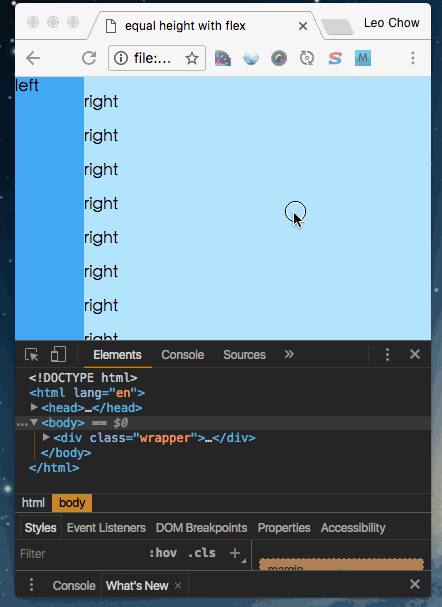 equal height with flex
Leo Chow
file:...
left
right
right
right
right
right
right
right
right
Elements Console Sources
<!DOCTYPE html>
<html lang="en">
<head>…</head>
…<body> == $0
<div class="wrapper">…</div>
</body>
</html>
html body
Styles Event Listeners DOM Breakpoints Properties Accessibility
Filter :hov .cls +
margin
Console What's New